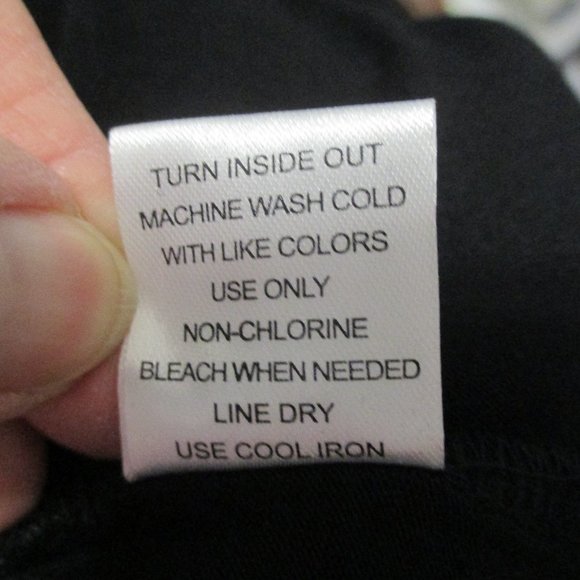 TURN INSIDE OUT
MACHINE WASH COLD
WITH LIKE COLORS
USE ONLY
NON-CHLORINE
BLEACH WHEN NEEDED
LINE DRY
USE COOL IRON